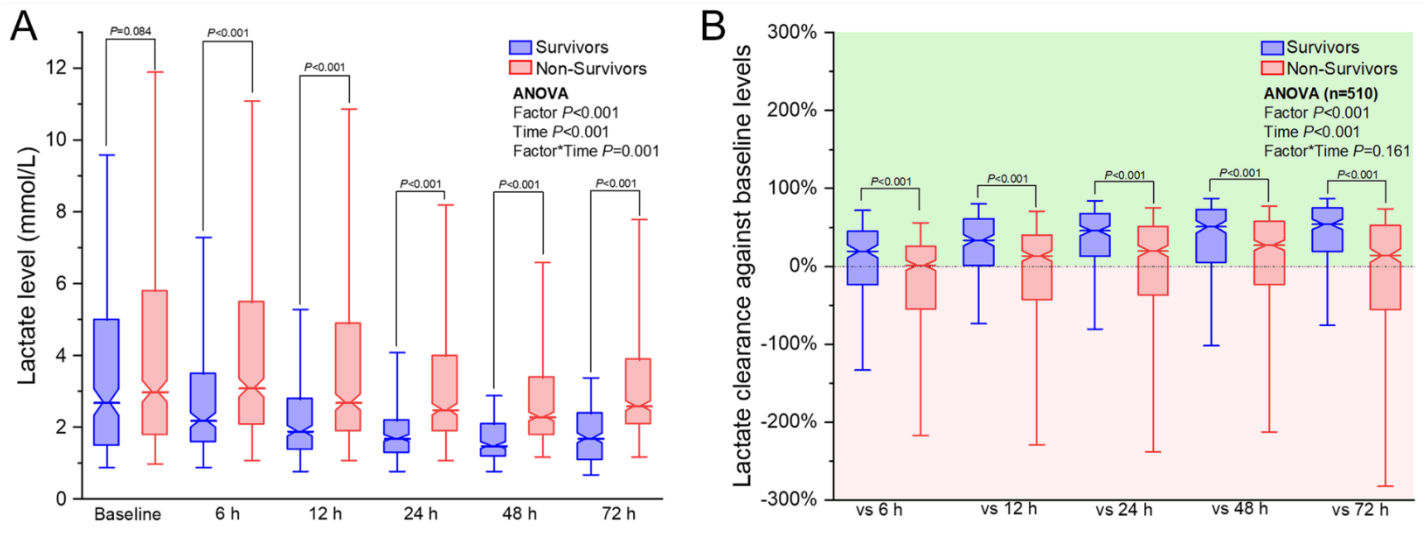 A
Lactate level (mmol/L)
12
10
8
6
4
2
0
P=0.084
P<0.001
P<0.001
P<0.001
P<0.001
P<0.001
Survivors
Non-Survivors
ANOVA
Factor P<0.001
Time P<0.001
Factor*Time P=0.001
Baseline
6 h
12 h
24 h
48 h
72 h
B
Lactate clearance against baseline levels
300%
200%
100%
0%
-100%
-200%
-300%
Survivors
Non-Survivors
ANOVA (n=510)
Factor P<0.001
Time P<0.001
Factor*Time P=0.161
P<0.001
P<0.001
P<0.001
P<0.001
P<0.001
vs 6 h
vs 12 h
vs 24 h
vs 48 h
vs 72 h